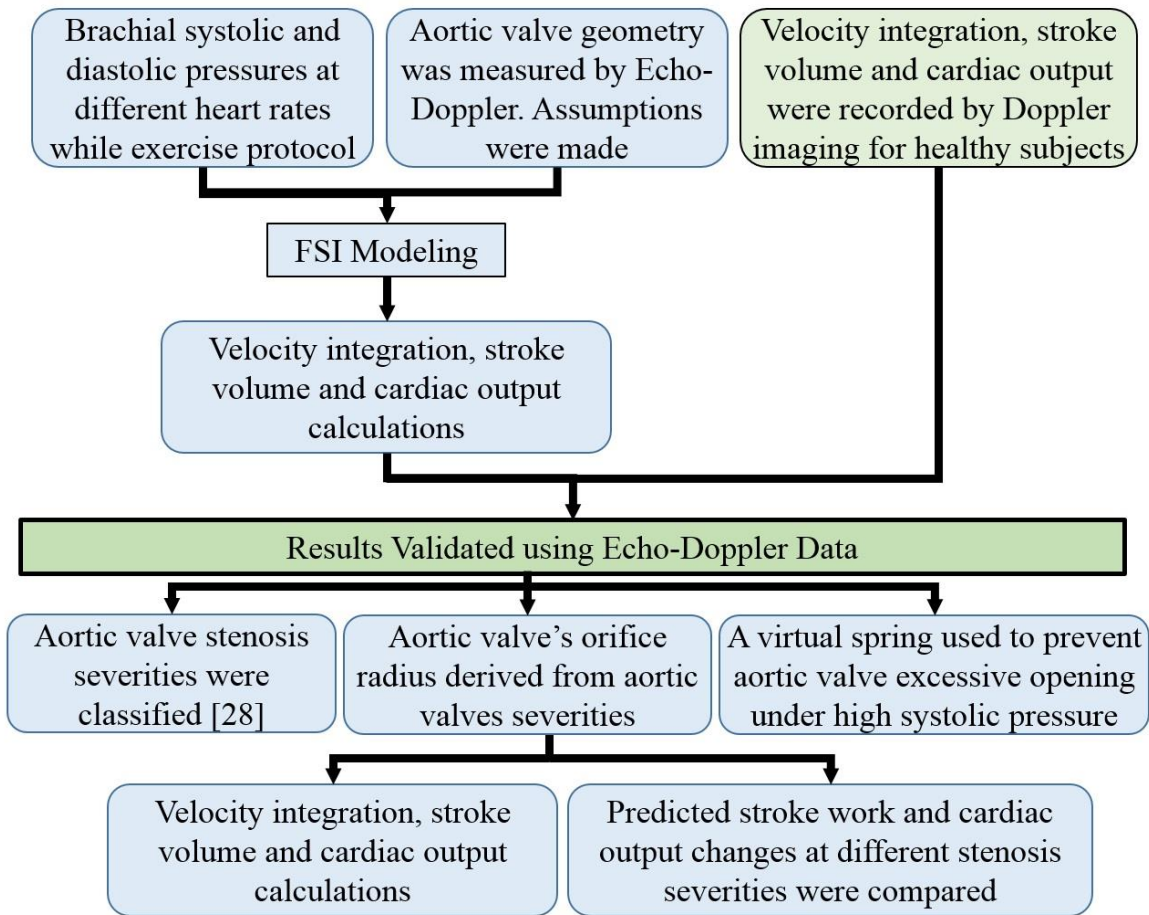 Brachial systolic and
diastolic pressures at
different heart rates
while exercise protocol
Aortic valve geometry
was measured by Echo-
Doppler. Assumptions
were made
Velocity integration, stroke
volume and cardiac output
were recorded by Doppler
imaging for healthy subjects
FSI Modeling
Velocity integration, stroke
volume and cardiac output
calculations
Results Validated using Echo-Doppler Data
Aortic valve stenosis
severities were
classified [28]
Aortic valve’s orifice
radius derived from aortic
valves severities
A virtual spring used to prevent
aortic valve excessive opening
under high systolic pressure
Velocity integration, stroke
volume and cardiac output
calculations
Predicted stroke work and cardiac
output changes at different stenosis
severities were compared